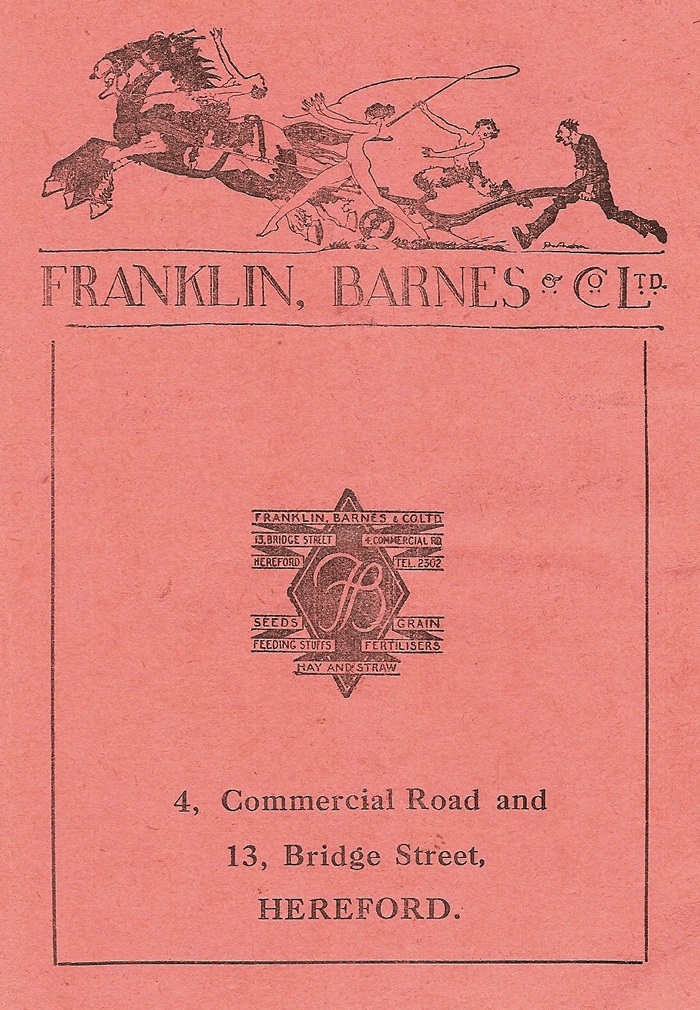 FRANKLIN, BARNES & CO LTD.
FRANKLIN, BARNES & CO. LTD
13, BRIDGE STREET
4, COMMERCIAL RD
HEREFORD
TEL. 2302
FB
SEEDS
GRAIN
FEEDING STUFFS
FERTILISERS
HAY AND STRAW
4, Commercial Road and
13, Bridge Street,
HEREFORD.